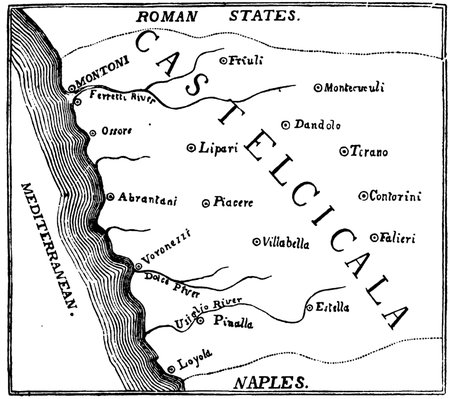 ROMAN STATES.
CASTELCICALA
MONTONI
Friuli
Montecuculi
Ferretti River
Ossore
Dandolo
Lipari
Tirano
Abrantani
Piacere
Contorini
MEDITERRANEAN.
Voronezzi
Villabella
Falieri
Dolce River
Usiglio River
Pinalla
Estella
Loyola
NAPLES.